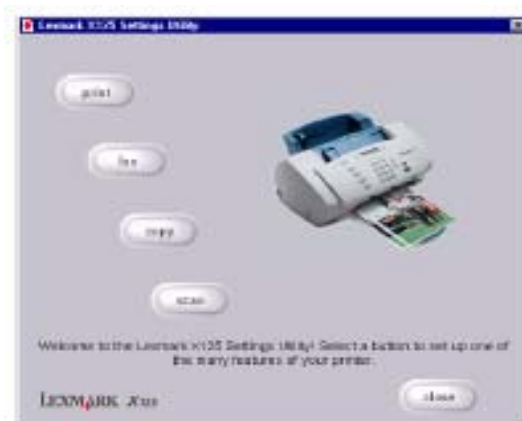 Lexmark X125 Settings Utility
print
fax
copy
scan
Welcome to the Lexmark X125 Settings Utility! Select a button to set up one of
the many features of your printer.
LEXMARK X125
close